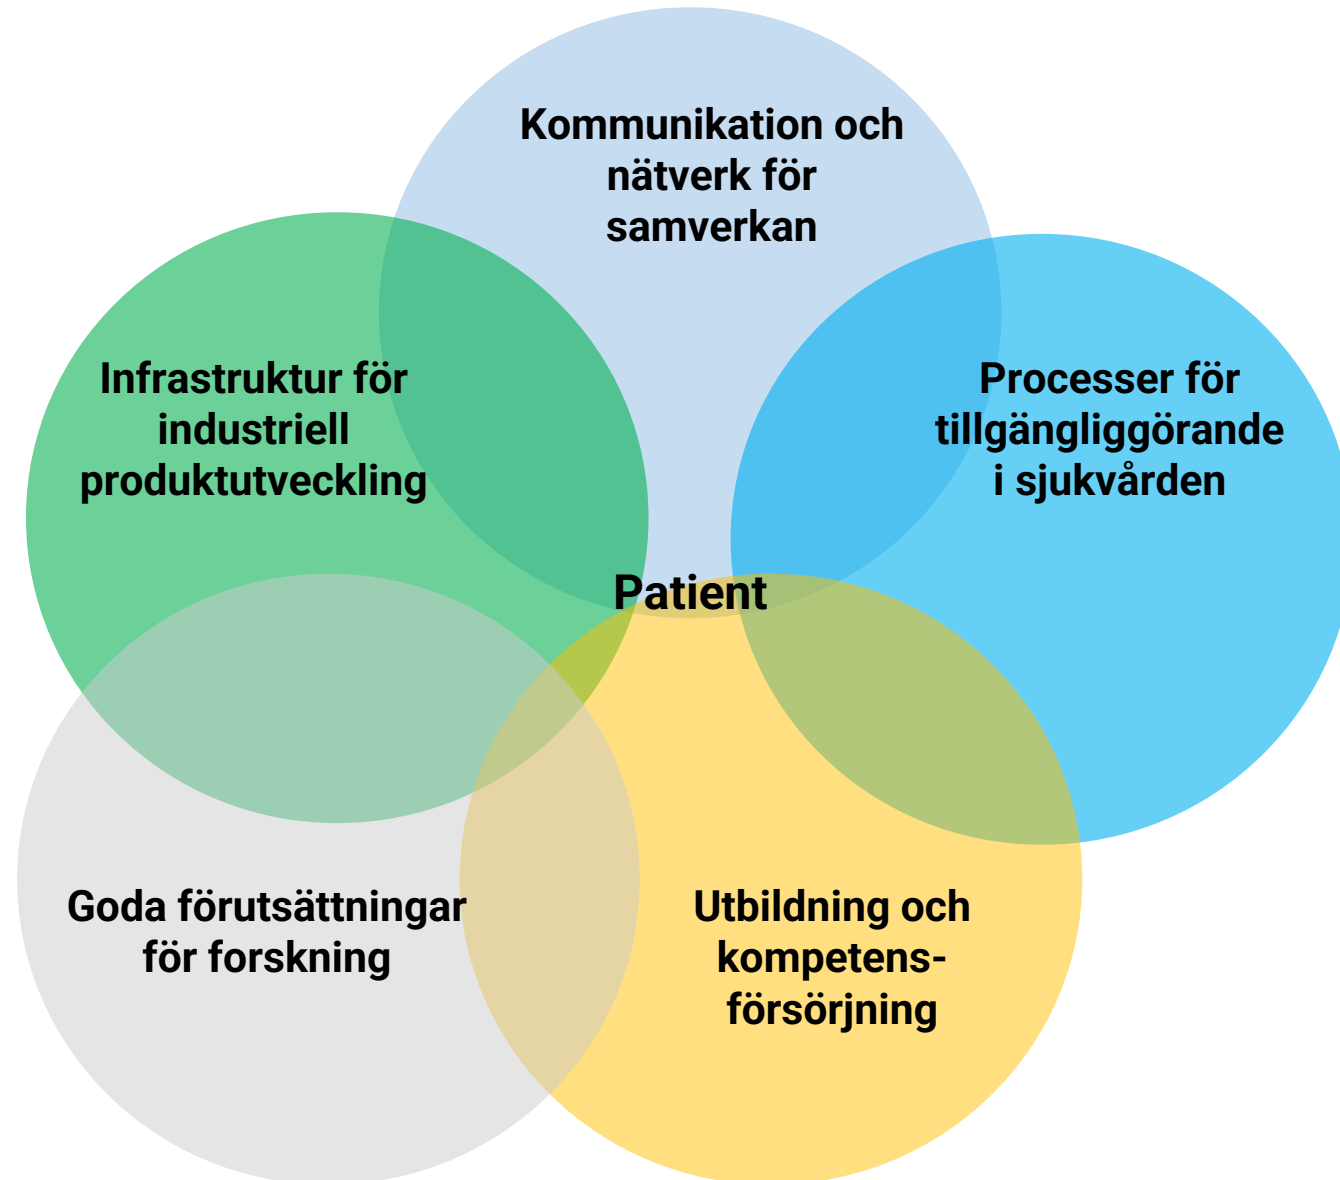 Kommunikation och
nätverk för
samverkan
Infrastruktur för
industriell
produktutveckling
Processer för
tillgängliggörande
i sjukvården
Patient
Goda förutsättningar
för forskning
Utbildning och
kompetens-
försörjning